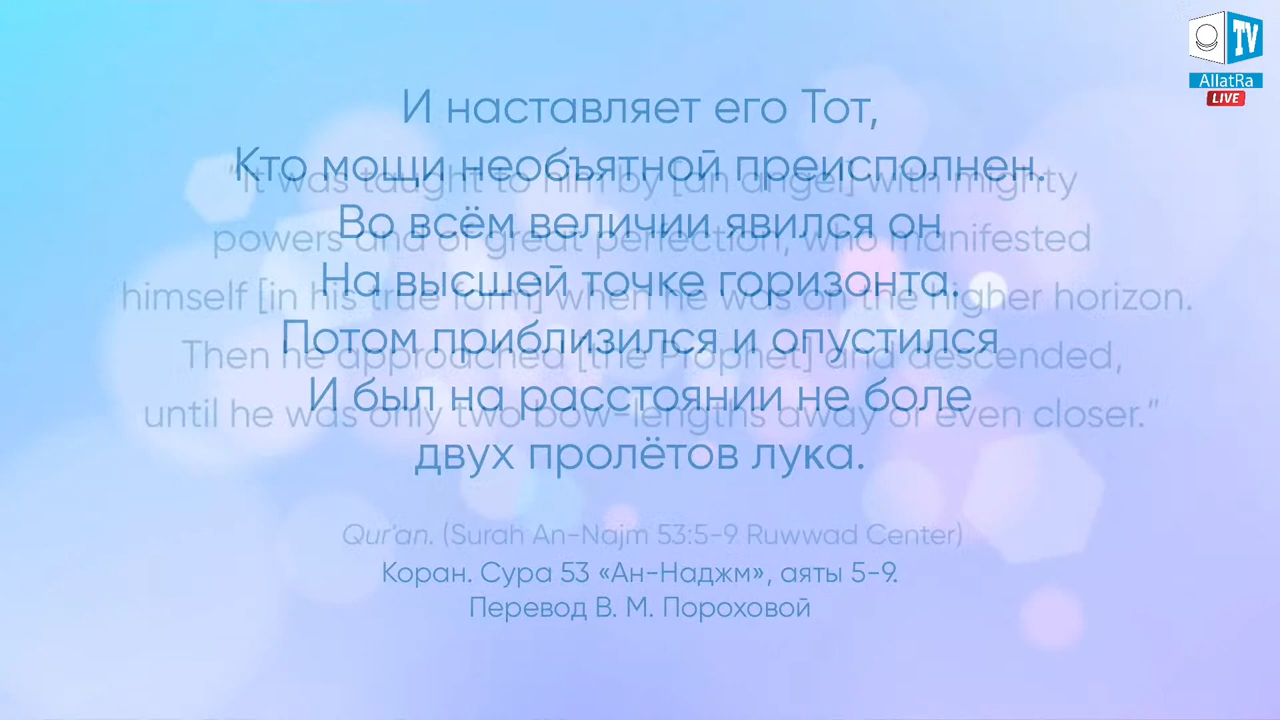 TV
AllatRa
LIVE
И наставляет его Тот,
Кто мощи необъятной преисполнен.
Во всём величии явился он
На высшей точке горизонта.
Потом приблизился и опустился
И был на расстоянии не боле
двух пролётов лука.
"It was taught to him by [an angel] with mighty
powers and of great perfection, who manifested
himself [in his true form] when he was on the higher horizon.
Then he approached [the Prophet] and descended,
until he was only two bow-lengths away or even closer."
Qur'an. (Surah An-Najm 53:5-9 Ruwwad Center)
Коран. Сура 53 «Ан-Наджм», аяты 5-9.
Перевод В. М. Пороховой